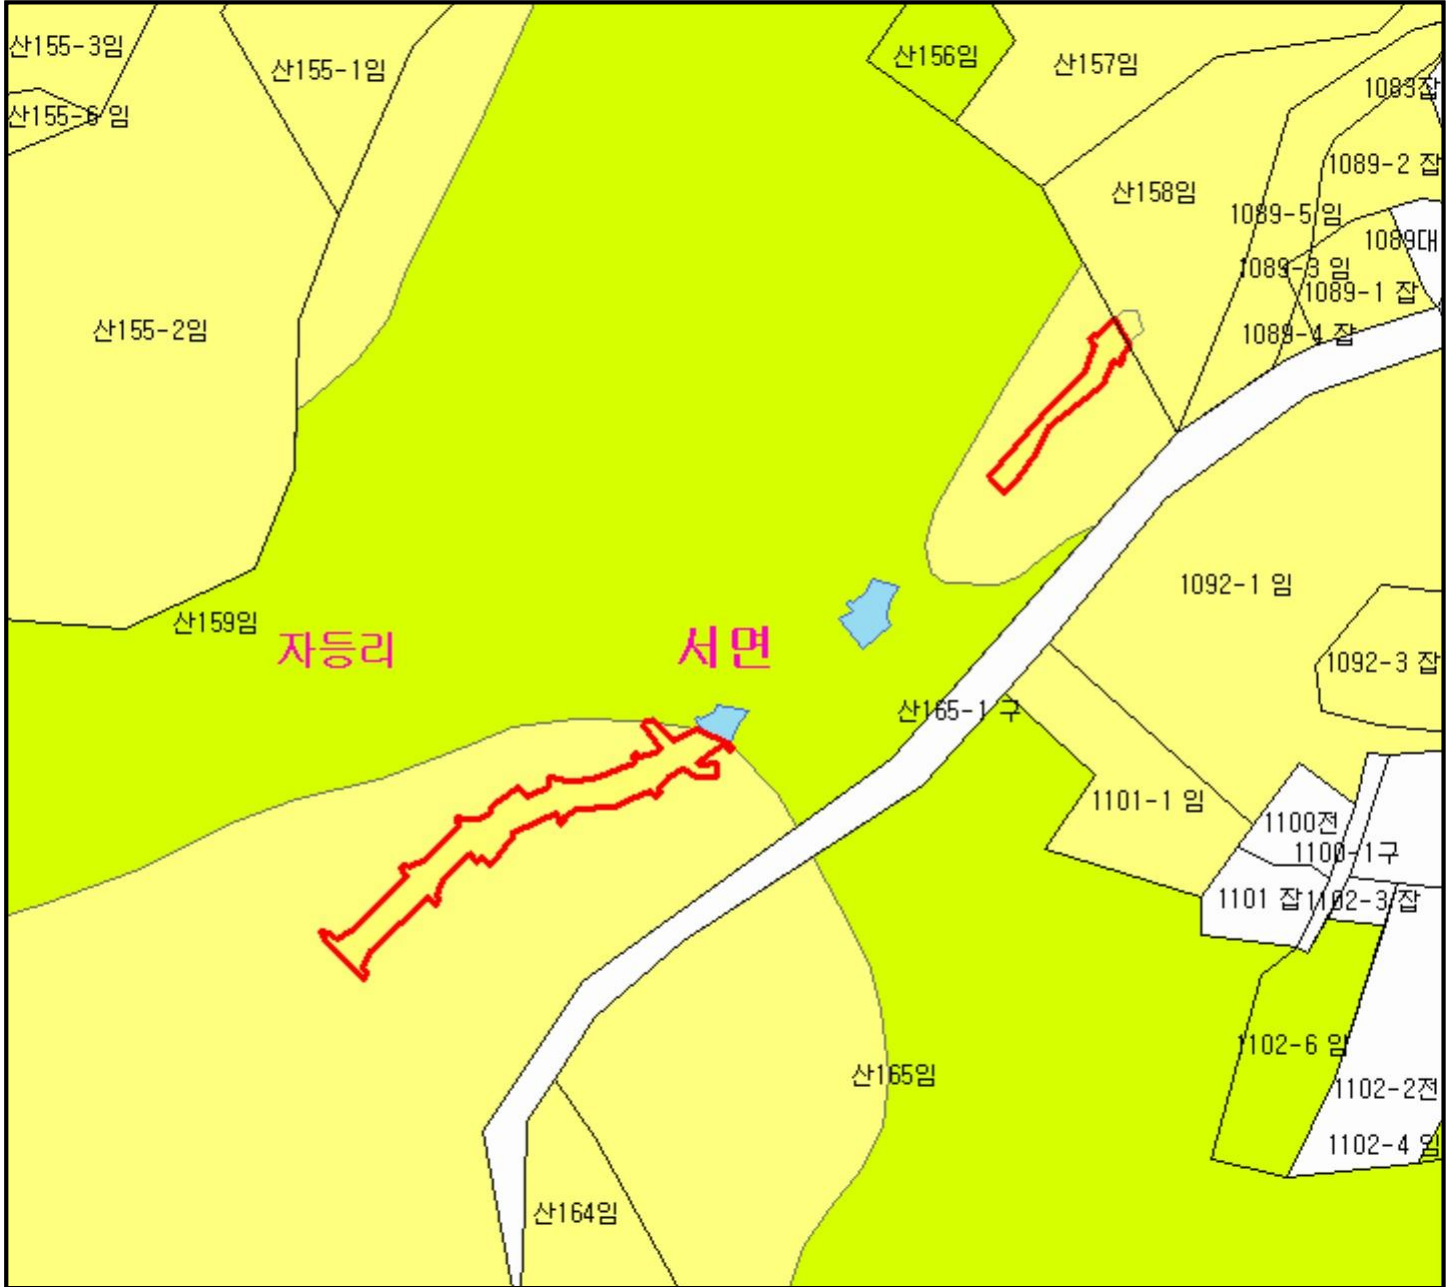 산155-3임
산155-1임
산156임
산157임
1083잡
산155-6 임
1089-2 잡
산158임
1089-5 임
1089대
1089-3 임
1089-1 잡
산155-2임
1089-4 잡
1092-1 임
산159임
자등리
서면
1092-3 잡
산165-1 구
1101-1 임
1100전
1100-1구
1101 잡
1102-3 잡
1102-6 임
산165임
1102-2전
1102-4 임
산164임